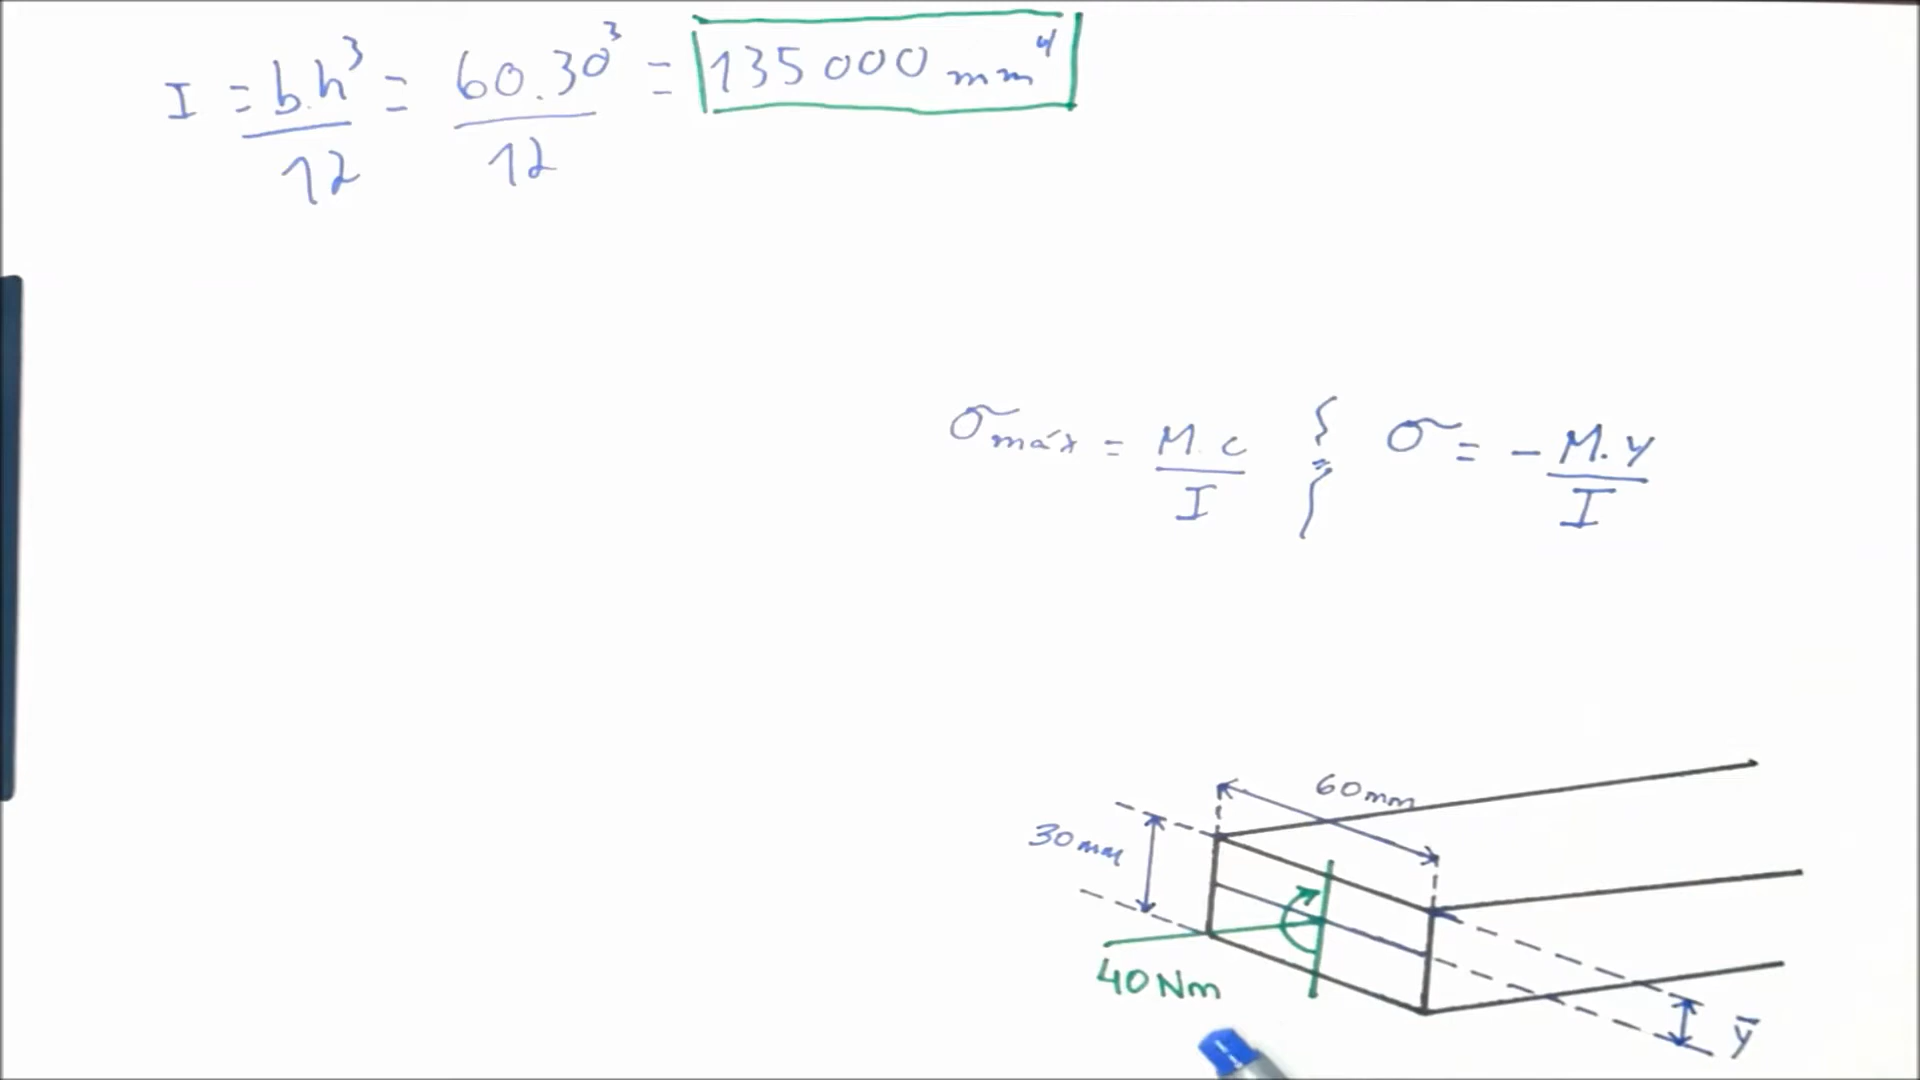 I = b.h³/12 = 60.30³/12 = 135000 mm⁴
σmáx = M.c/I { σ = - M.y/I
60mm
30mm
40Nm
ȳ